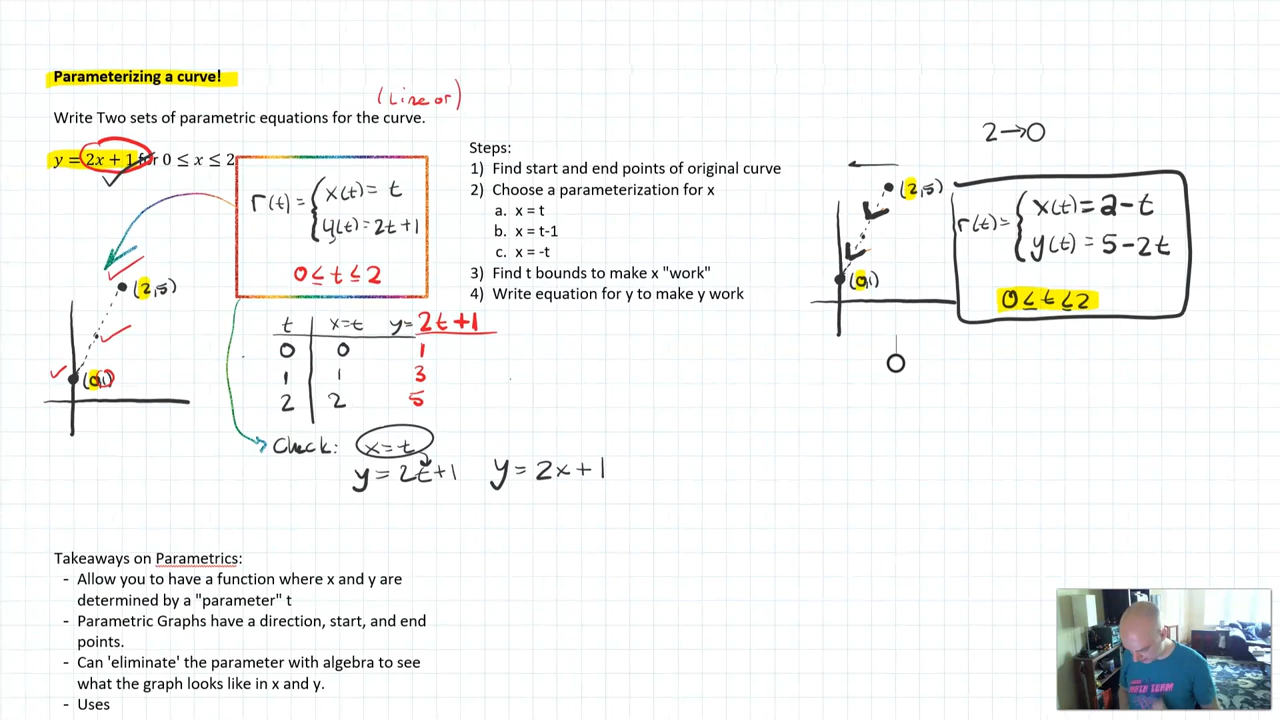 Parameterizing a curve!
(Linear)
Write Two sets of parametric equations for the curve.
y = 2x + 1 for 0 ≤ x ≤ 2
r(t) = { x(t) = t
y(t) = 2t+1
0 ≤ t ≤ 2
(2,5)
(0,1)
t x=t y= 2t+1
0 0 1
1 1 3
2 2 5
Check: x=t
y = 2t+1 y = 2x+1
Steps:
1) Find start and end points of original curve
2) Choose a parameterization for x
a. x = t
b. x = t-1
c. x = -t
3) Find t bounds to make x "work"
4) Write equation for y to make y work
2→0
(2,5)
(0,1)
r(t) = { x(t) = 2-t
y(t) = 5-2t
0 ≤ t ≤ 2
Takeaways on Parametrics:
- Allow you to have a function where x and y are
determined by a "parameter" t
- Parametric Graphs have a direction, start, and end
points.
- Can 'eliminate' the parameter with algebra to see
what the graph looks like in x and y.
- Uses